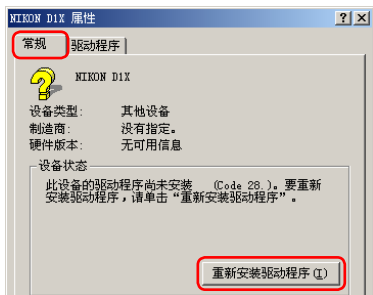 NIKON D1X 属性
常规 驱动程序
NIKON D1X
设备类型: 其他设备
制造商: 没有指定。
硬件版本: 无可用信息
设备状态
此设备的驱动程序尚未安装 (Code 28.)。要重新
安装驱动程序，请单击“重新安装驱动程序”。
重新安装驱动程序(I)